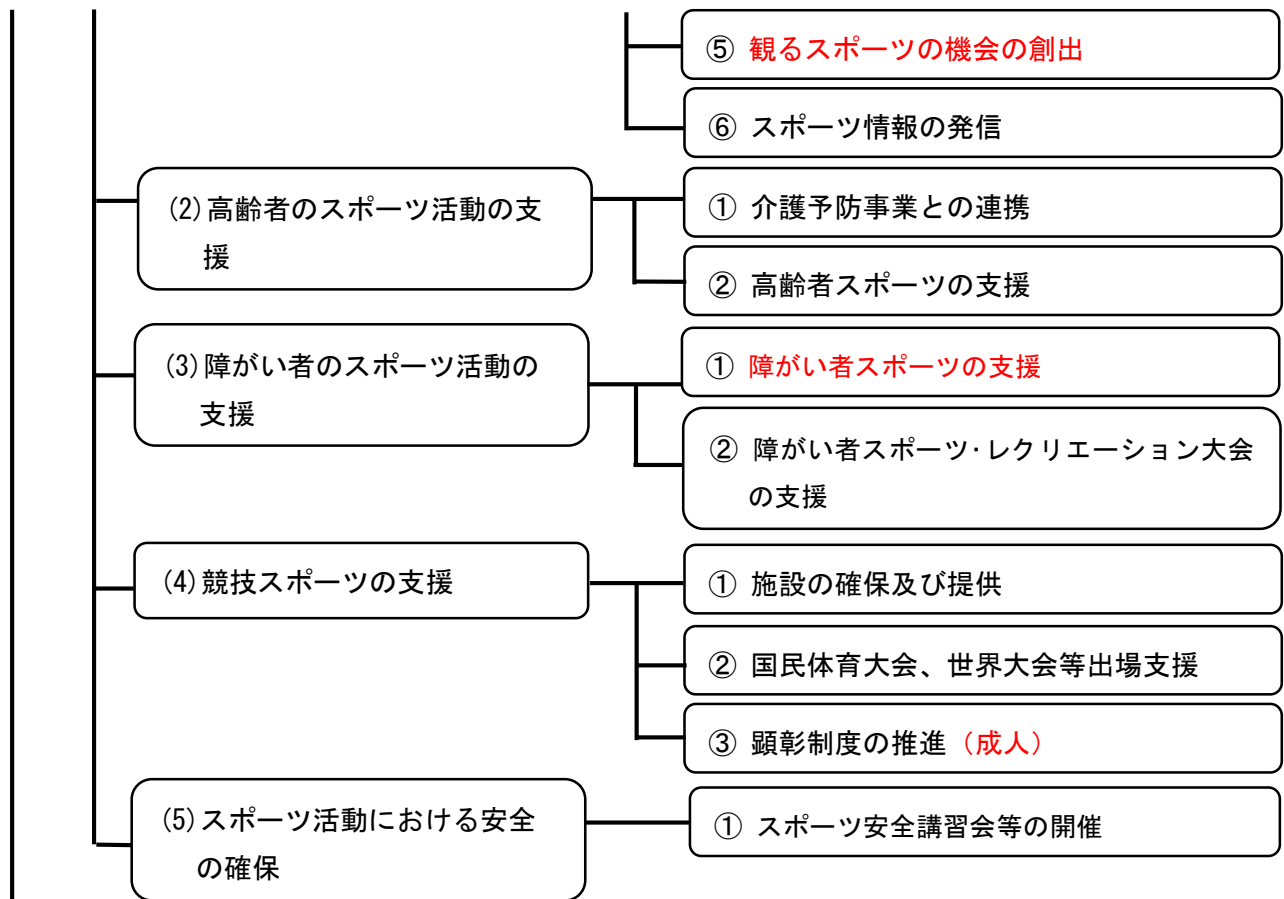 ⑤ 観るスポーツの機会の創出
⑥ スポーツ情報の発信
(2)高齢者のスポーツ活動の支
援
① 介護予防事業との連携
② 高齢者スポーツの支援
(3)障がい者のスポーツ活動の
支援
① 障がい者スポーツの支援
② 障がい者スポーツ・レクリエーション大会
の支援
(4)競技スポーツの支援
① 施設の確保及び提供
② 国民体育大会、世界大会等出場支援
③ 顕彰制度の推進（成人）
(5)スポーツ活動における安全
の確保
① スポーツ安全講習会等の開催